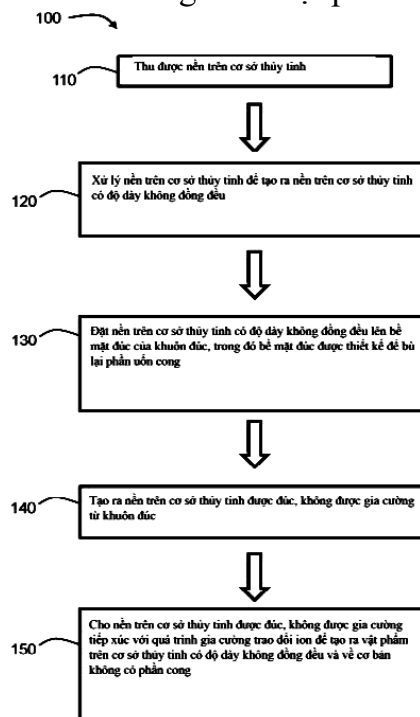 100
110
Thu được nền trên cơ sở thủy tinh
120
Xử lý nền trên cơ sở thủy tinh để tạo ra nền trên cơ sở thủy tinh
có độ dày không đồng đều
130
Đặt nền trên cơ sở thủy tinh có độ dày không đồng đều lên bề
mặt đúc của khuôn đúc, trong đó bề mặt đúc được thiết kế để bù
lại phần uốn cong
140
Tạo ra nền trên cơ sở thủy tinh được đúc, không được gia cường
từ khuôn đúc
150
Cho nền trên cơ sở thủy tinh được đúc, không được gia cường
tiếp xúc với quá trình gia cường trao đổi ion để tạo ra vật phẩm
trên cơ sở thủy tinh có độ dày không đồng đều và về cơ bản
không có phần cong